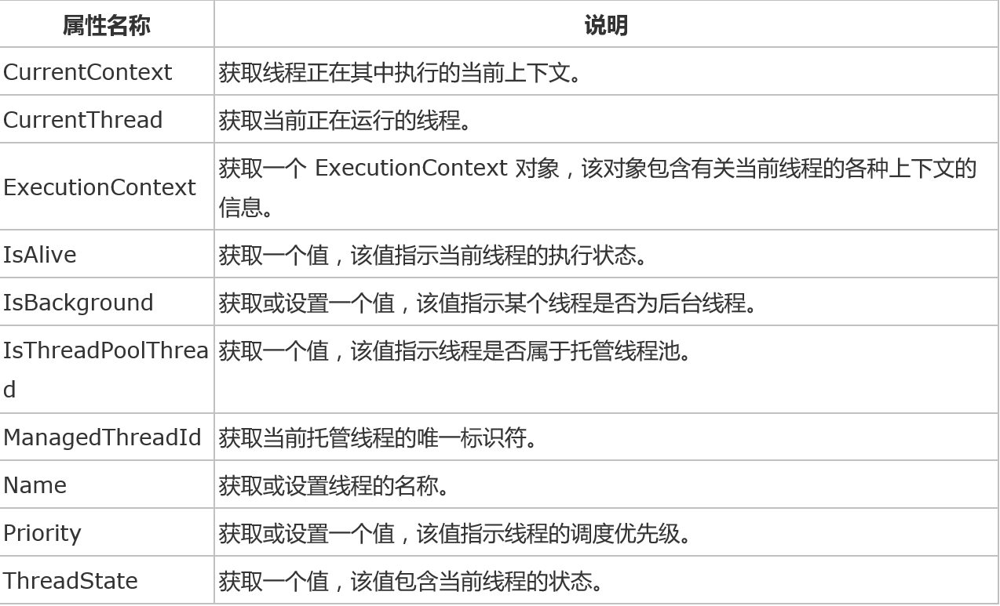 属性名称 说明
CurrentContext 获取线程正在其中执行的当前上下文。
CurrentThread 获取当前正在运行的线程。
ExecutionContext 获取一个 ExecutionContext 对象，该对象包含有关当前线程的各种上下文的
信息。
IsAlive 获取一个值，该值指示当前线程的执行状态。
IsBackground 获取或设置一个值，该值指示某个线程是否为后台线程。
IsThreadPoolThrea 获取一个值，该值指示线程是否属于托管线程池。
d
ManagedThreadId 获取当前托管线程的唯一标识符。
Name 获取或设置线程的名称。
Priority 获取或设置一个值，该值指示线程的调度优先级。
ThreadState 获取一个值，该值包含当前线程的状态。